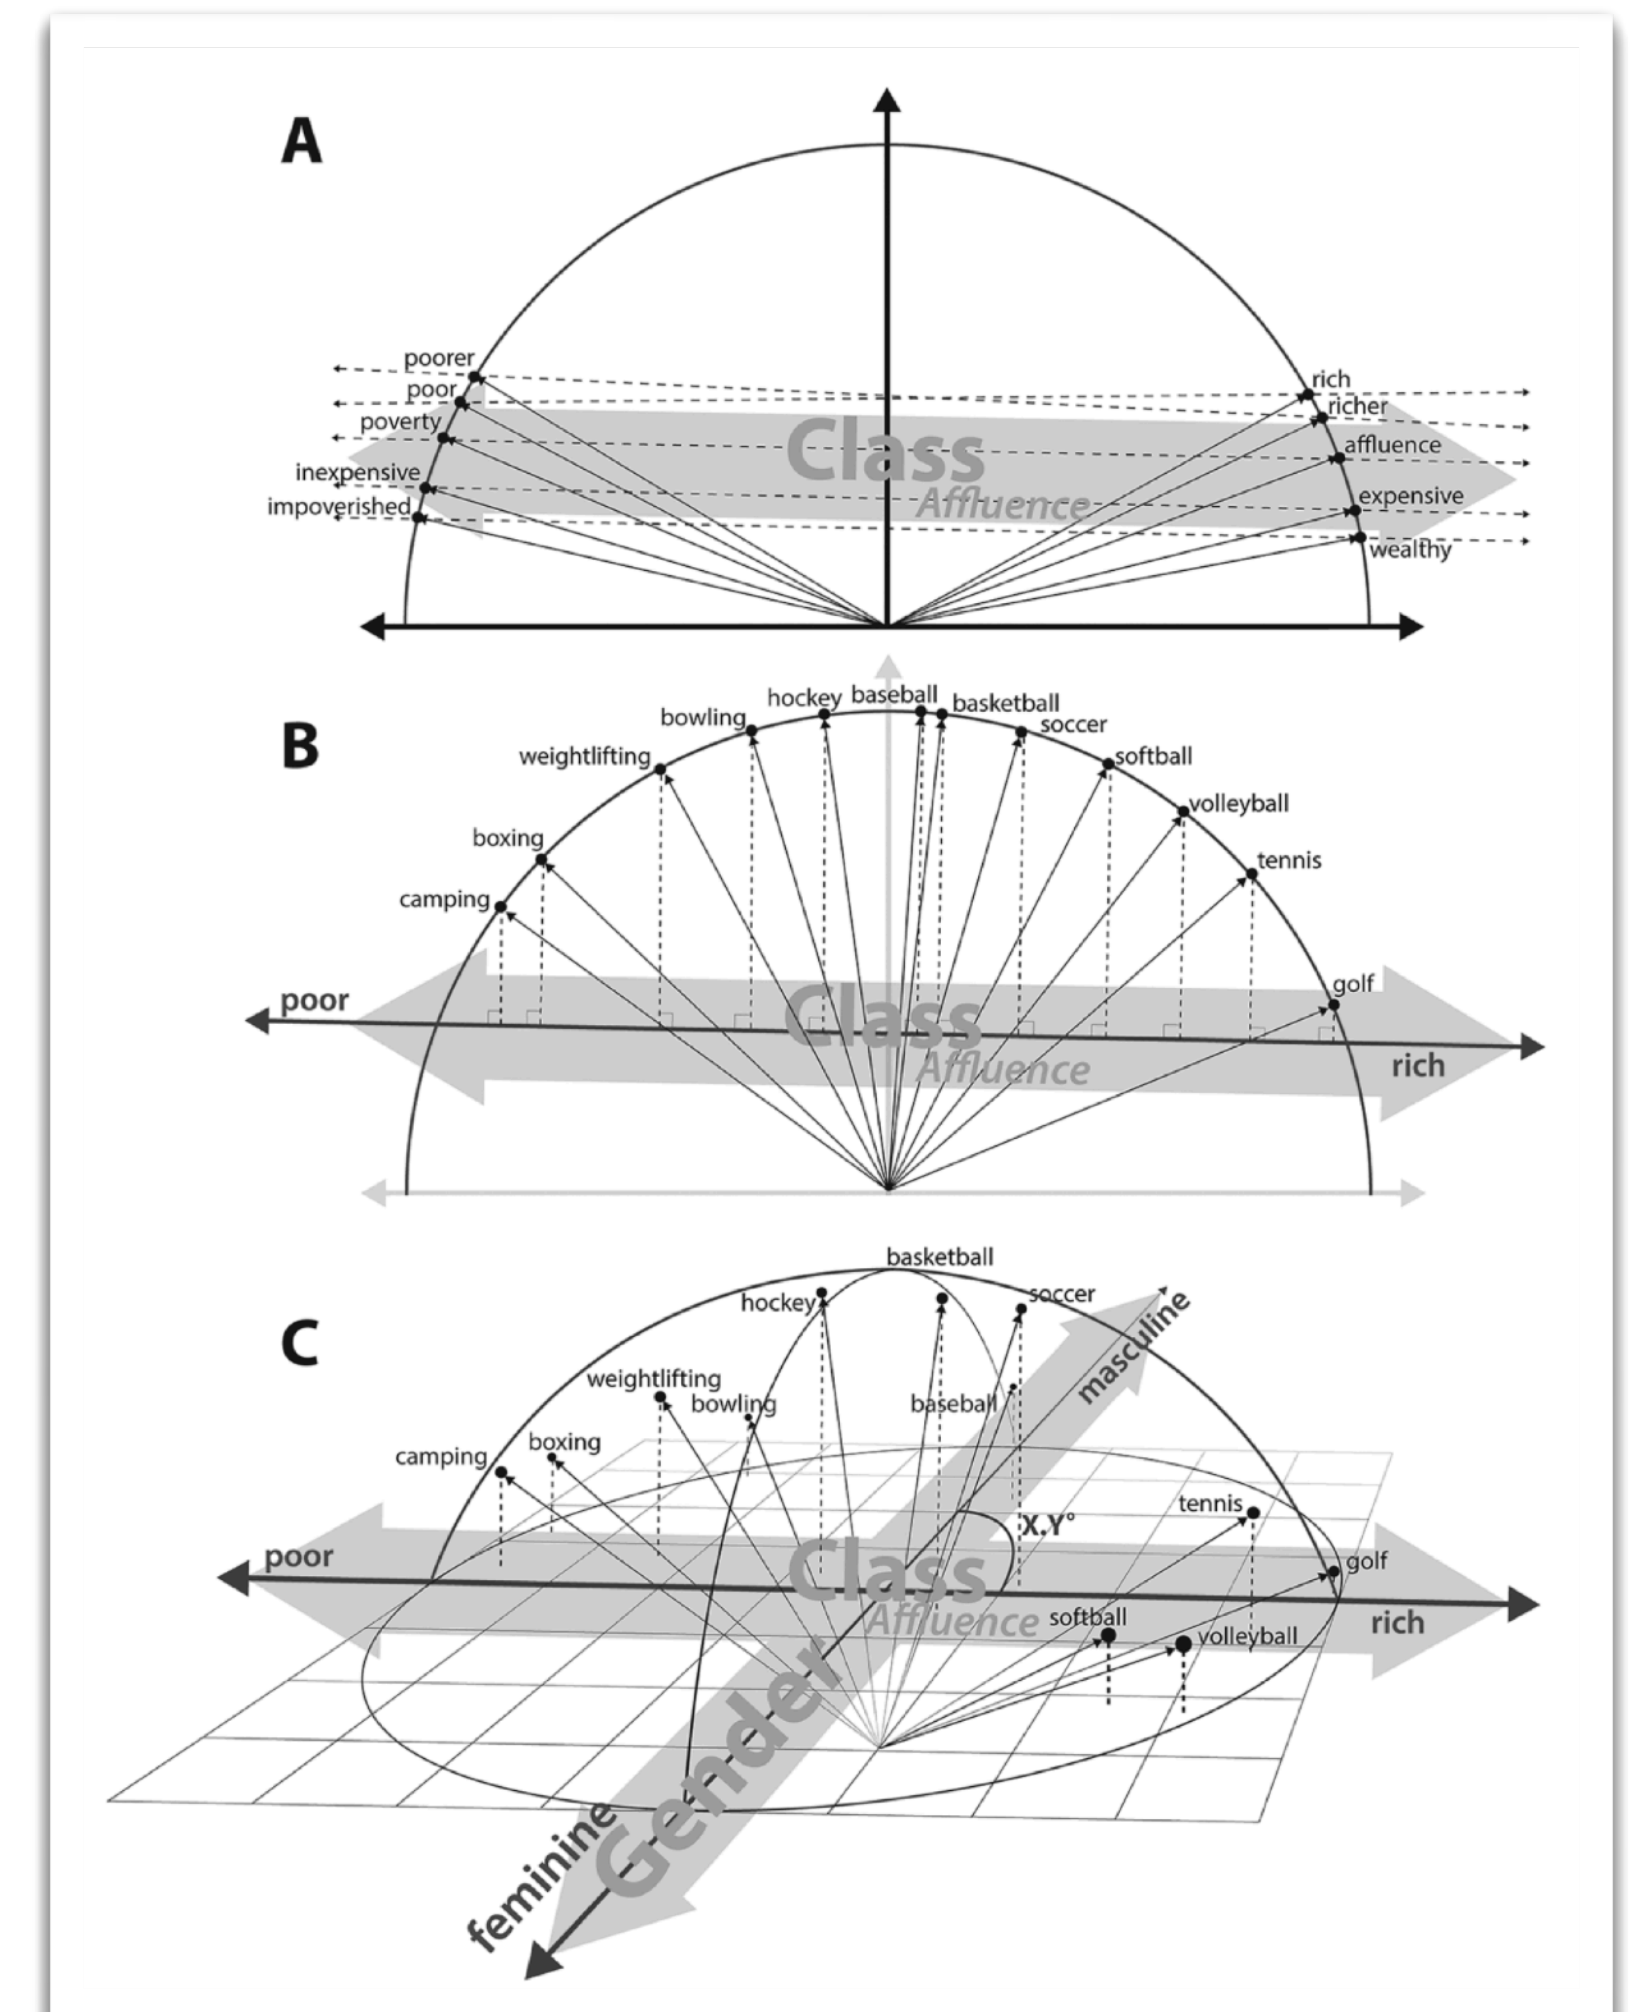 A
poorer
poor
poverty
inexpensive
impoverished
rich
richer
affluence
expensive
wealthy
Class
Affluence
B
camping
boxing
weightlifting
bowling
hockey
baseball
basketball
soccer
softball
volleyball
tennis
golf
poor
Class
Affluence
rich
C
basketball
hockey
soccer
masculine
weightlifting
bowling
baseball
camping
boxing
tennis
X.Y°
poor
Class
golf
Affluence
softball
volleyball
rich
Gender
feminine